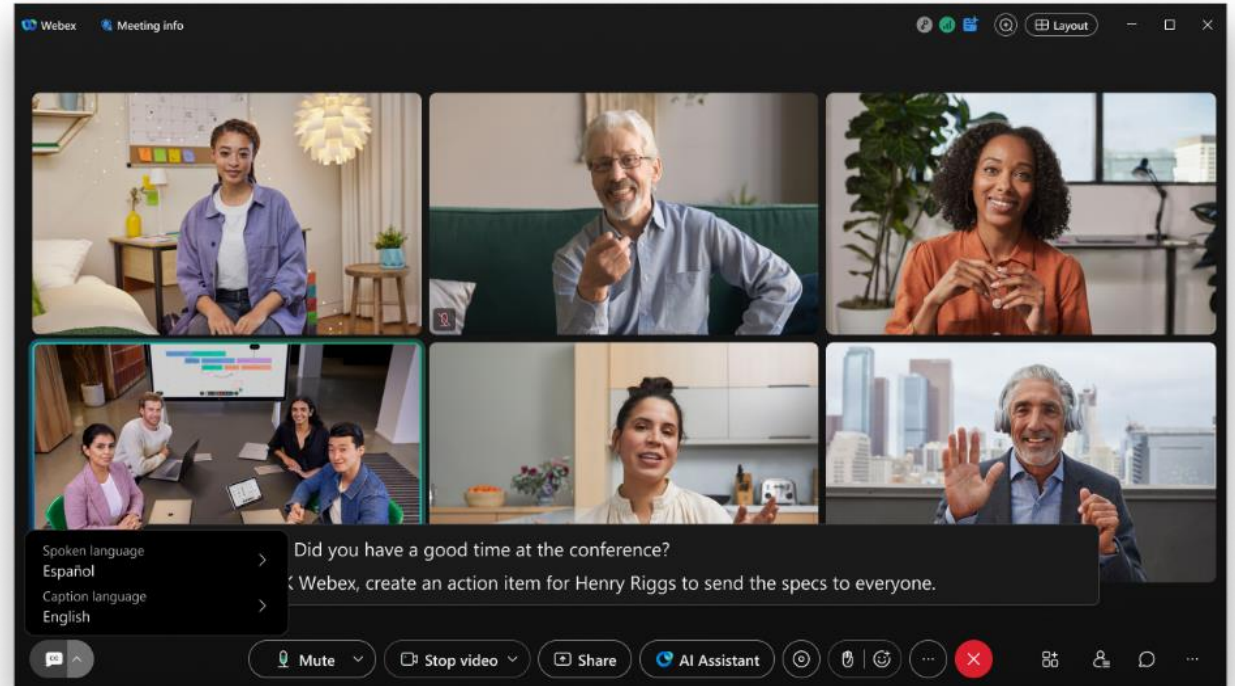 Webex Meeting info
Layout
Spoken language
Español
Caption language
English
Did you have a good time at the conference?
Webex, create an action item for Henry Riggs to send the specs to everyone.
CC
Mute
Stop video
Share
AI Assistant